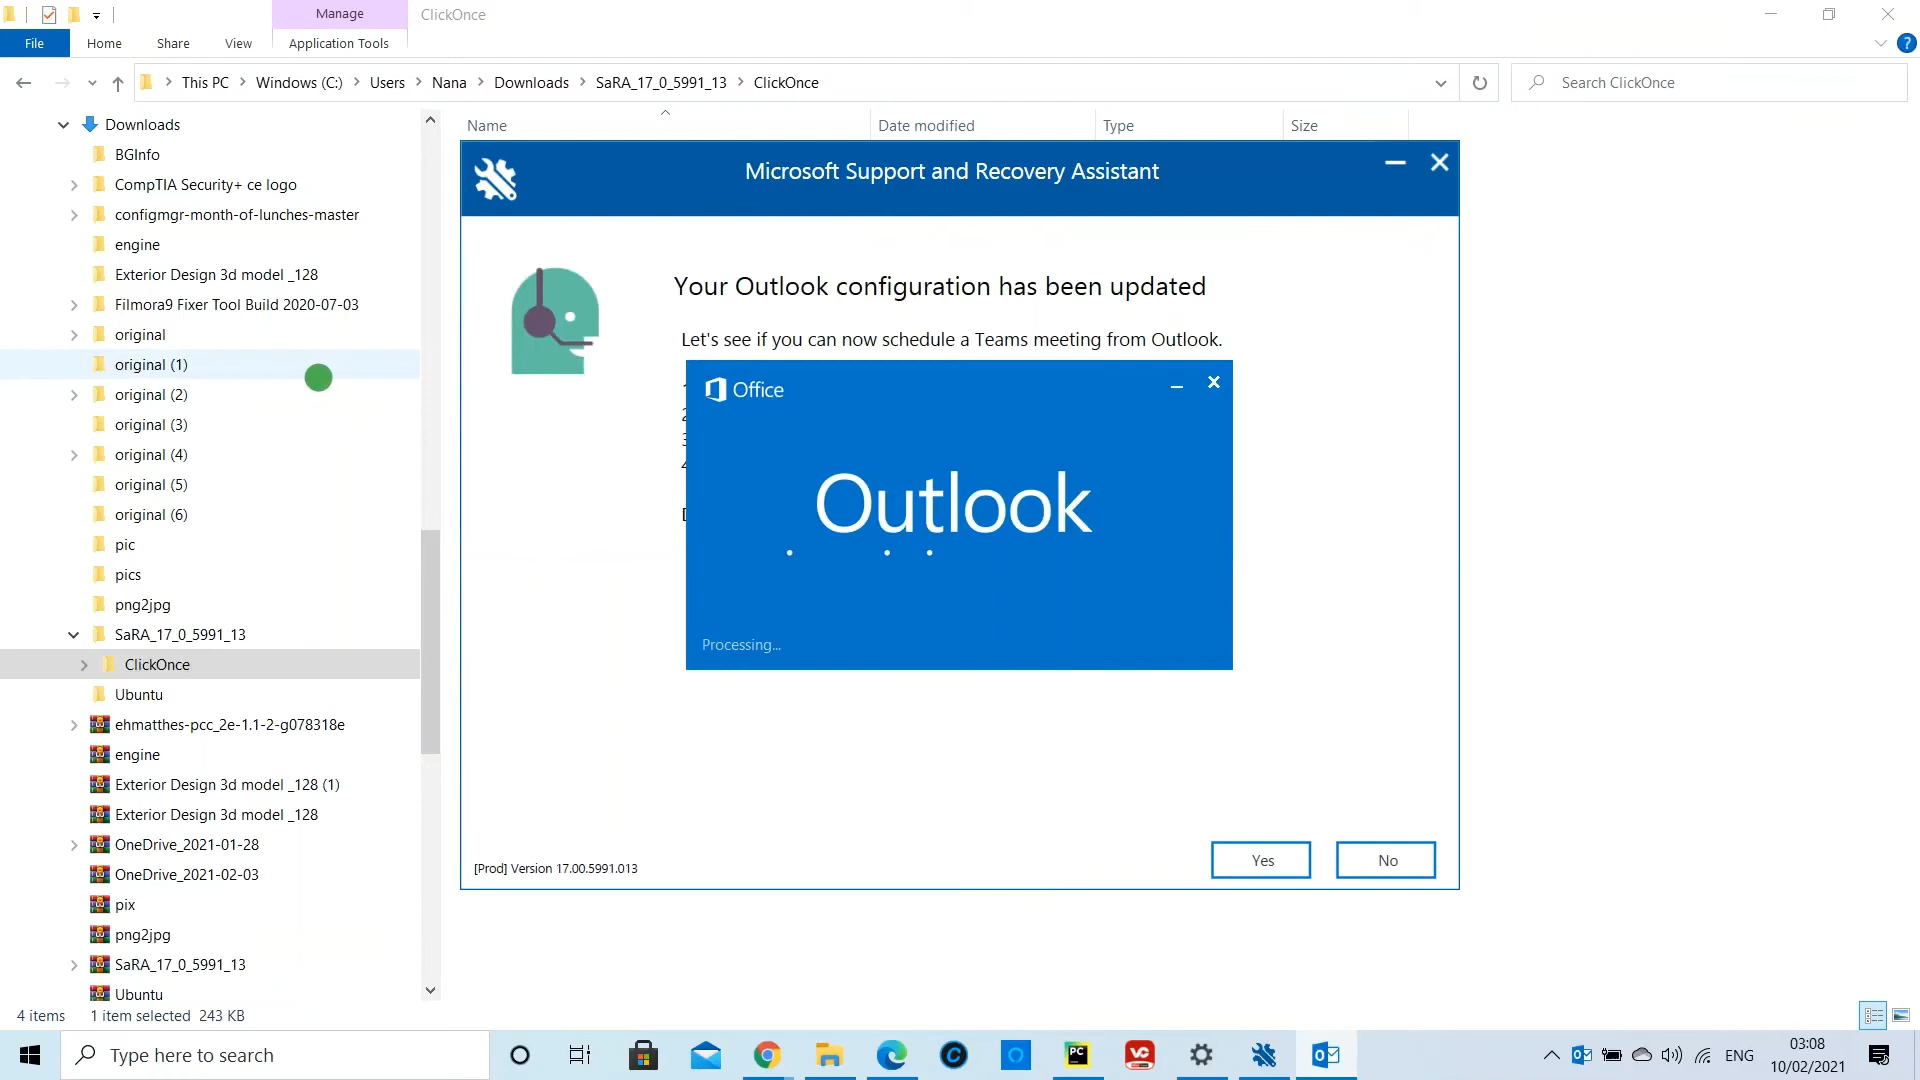 Manage
ClickOnce
File
Home
Share
View
Application Tools
This PC > Windows (C:) > Users > Nana > Downloads > SaRA_17_0_5991_13 > ClickOnce
Search ClickOnce
Downloads
BGInfo
CompTIA Security+ ce logo
configmgr-month-of-lunches-master
engine
Exterior Design 3d model _128
Filmora9 Fixer Tool Build 2020-07-03
original
original (1)
original (2)
original (3)
original (4)
original (5)
original (6)
pic
pics
png2jpg
SaRA_17_0_5991_13
ClickOnce
Ubuntu
ehmatthes-pcc_2e-1.1-2-g078318e
engine
Exterior Design 3d model _128 (1)
Exterior Design 3d model _128
OneDrive_2021-01-28
OneDrive_2021-02-03
pix
png2jpg
SaRA_17_0_5991_13
Ubuntu
Name
Date modified
Type
Size
Microsoft Support and Recovery Assistant
Your Outlook configuration has been updated
Let's see if you can now schedule a Teams meeting from Outlook.
Office
Outlook
Processing...
[Prod] Version 17.00.5991.013
Yes
No
4 items
1 item selected 243 KB
Type here to search
PC
VC
ENG
03:08
10/02/2021